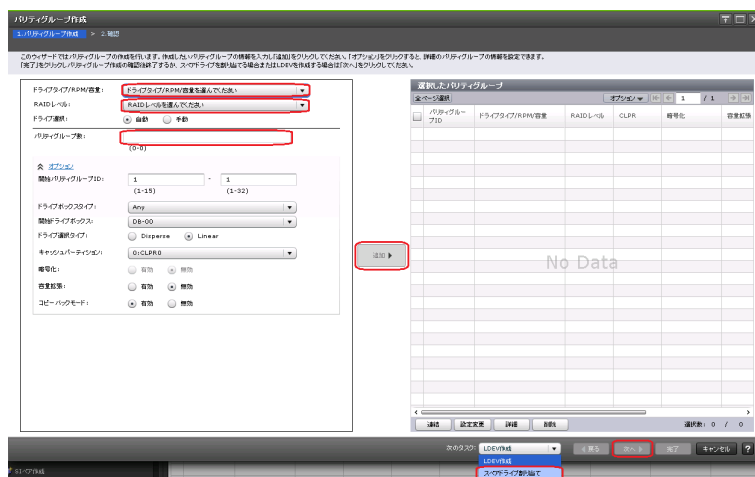 パリティグループ作成
1.パリティグループ作成 > 2.確認
このウィザードではパリティグループの作成を行います。作成したいパリティグループの情報を入力し「追加」をクリックしてください。「オプション」をクリックすると、詳細のパリティグループの情報を設定できます。
「完了」をクリックしパリティグループ作成の確認後終了するか、スペアドライブを割り当てる場合またはLDEVを作成する場合は「次へ」をクリックしてください。
ドライブタイプ/RPM/容量: ドライブタイプ/RPM/容量を選んでください
RAIDレベル: RAIDレベルを選んでください
ドライブ選択: 自動 手動
パリティグループ数:
(0-0)
オプション
開始パリティグループID: 1 - 1
(1-15) (1-32)
ドライブボックスタイプ: Any
開始ドライブボックス: DB-00
ドライブ選択タイプ: Disperse Linear
キャッシュパーティション: 0:CLPR0
暗号化: 有効 無効
容量拡張: 有効 無効
コピーバックモード: 有効 無効
追加
選択したパリティグループ
全ページ選択 オプション 1 / 1
パリティグループID ドライブタイプ/RPM/容量 RAIDレベル CLPR 暗号化 容量拡張
No Data
連結 設定変更 詳細 削除 選択数: 0 / 0
次のタスク: LDEV作成 戻る 次へ 完了 キャンセル ?
LDEV作成
スペアドライブ割り当て